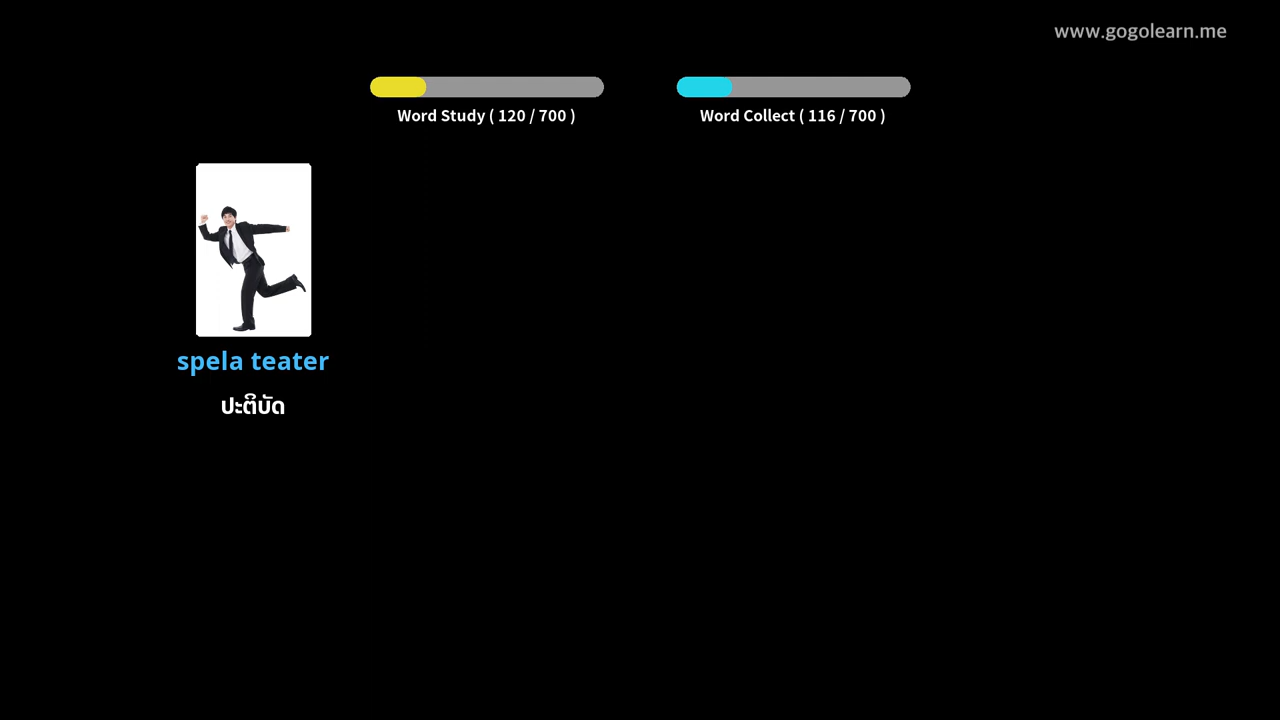 www.gogolearn.me
Word Study ( 120 / 700 )
Word Collect ( 116 / 700 )
spela teater
ปะติบัด